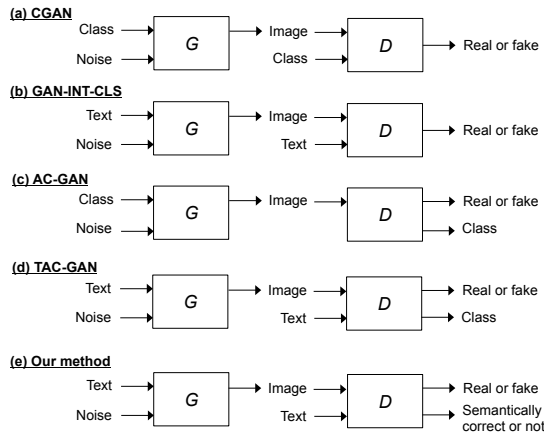 (a) CGAN
Class
Noise
G
Image
Class
D
Real or fake
(b) GAN-INT-CLS
Text
Noise
G
Image
Text
D
Real or fake
(c) AC-GAN
Class
Noise
G
Image
D
Real or fake
Class
(d) TAC-GAN
Text
Noise
G
Image
Text
D
Real or fake
Class
(e) Our method
Text
Noise
G
Image
Text
D
Real or fake
Semantically
correct or not